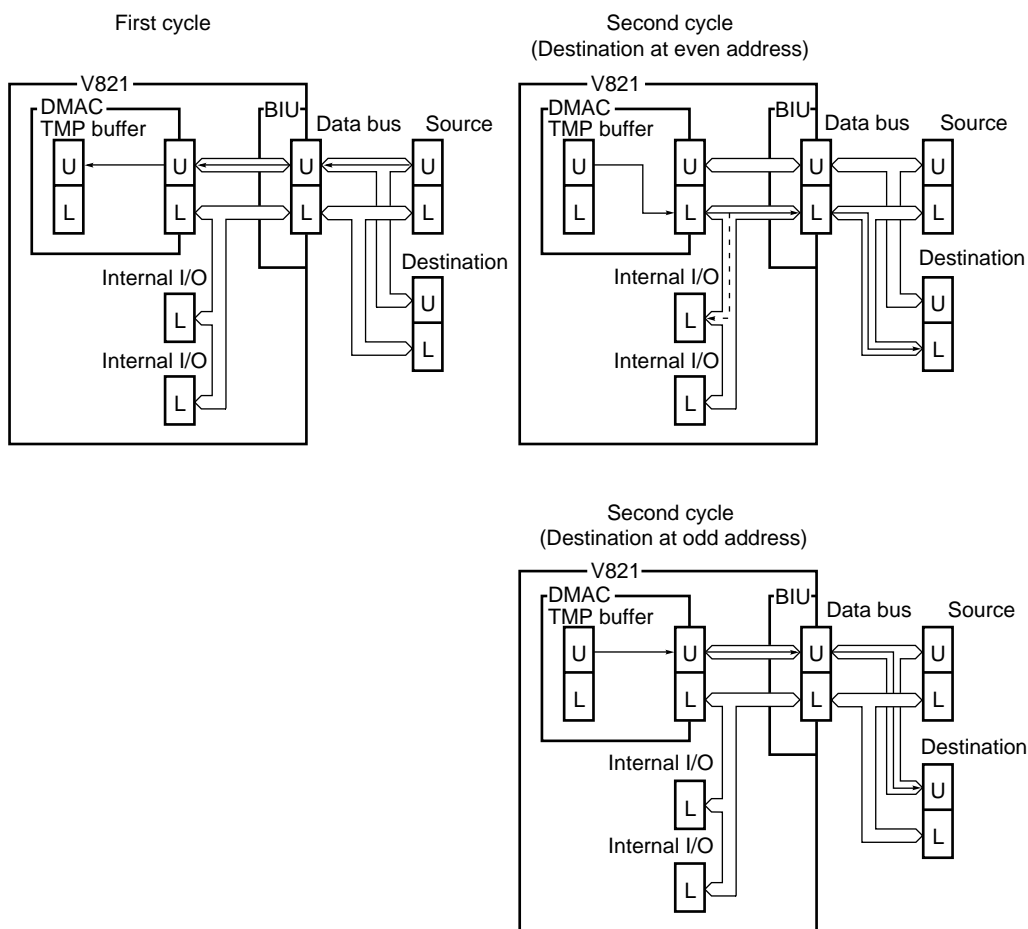 First cycle
V821
DMAC
TMP buffer
BIU
Data bus
Source
U
U
U
U
L
L
L
L
Destination
Internal I/O
U
L
L
Internal I/O
L
Second cycle
(Destination at even address)
V821
DMAC
TMP buffer
BIU
Data bus
Source
U
U
U
U
L
L
L
L
Destination
Internal I/O
U
L
L
Internal I/O
L
Second cycle
(Destination at odd address)
V821
DMAC
TMP buffer
BIU
Data bus
Source
U
U
U
U
L
L
L
L
Destination
Internal I/O
U
L
L
Internal I/O
L